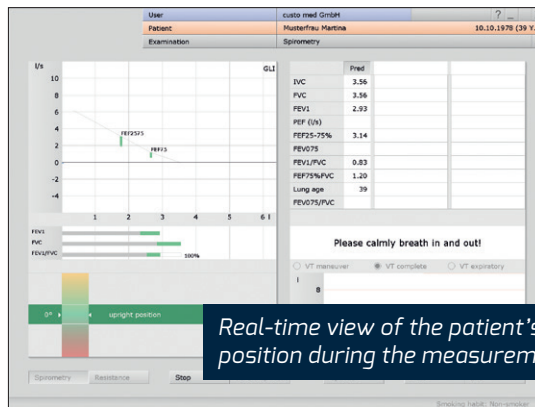 User custo med GmbH ? _
Patient Musterfrau Martina 10.10.1978 (39 Y.
Examination Spirometry
l/s GLI
10
8
6
4
2
0
-2
-4
FEF2575
FEF75
1 2 3 4 5 6 l
FEV1
FVC
FEV1/FVC
100%
0° upright position
Pred
IVC 3.56
FVC 3.56
FEV1 2.93
PEF (l/s)
FEF25-75% 3.14
FEV075
FEV1/FVC 0.83
FEF75%FVC 1.20
Lung age 39
FEV075/FVC
Please calmly breath in and out!
VT maneuver VT complete VT expiratory
l
8
Real-time view of the patient's
position during the measurem
Spirometry Resistance Stop
Smoking habit: Non-smoker